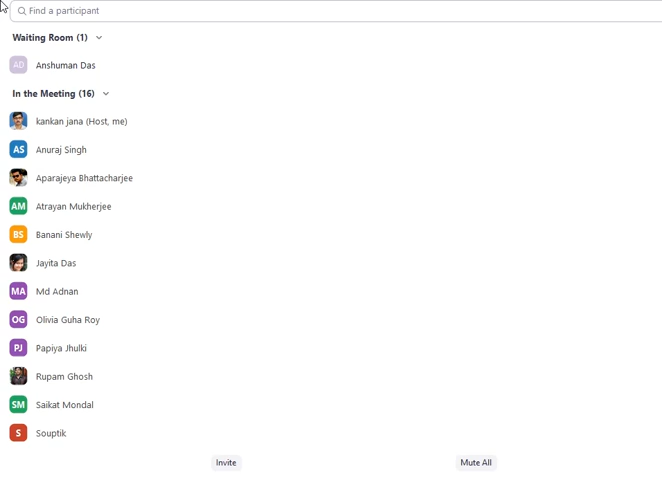 Find a participant
Waiting Room (1)
AD Anshuman Das
In the Meeting (16)
kankan jana (Host, me)
AS Anuraj Singh
Aparajeya Bhattacharjee
AM Atrayan Mukherjee
BS Banani Shewly
Jayita Das
MA Md Adnan
OG Olivia Guha Roy
PJ Papiya Jhulki
Rupam Ghosh
SM Saikat Mondal
S Souptik
Invite Mute All